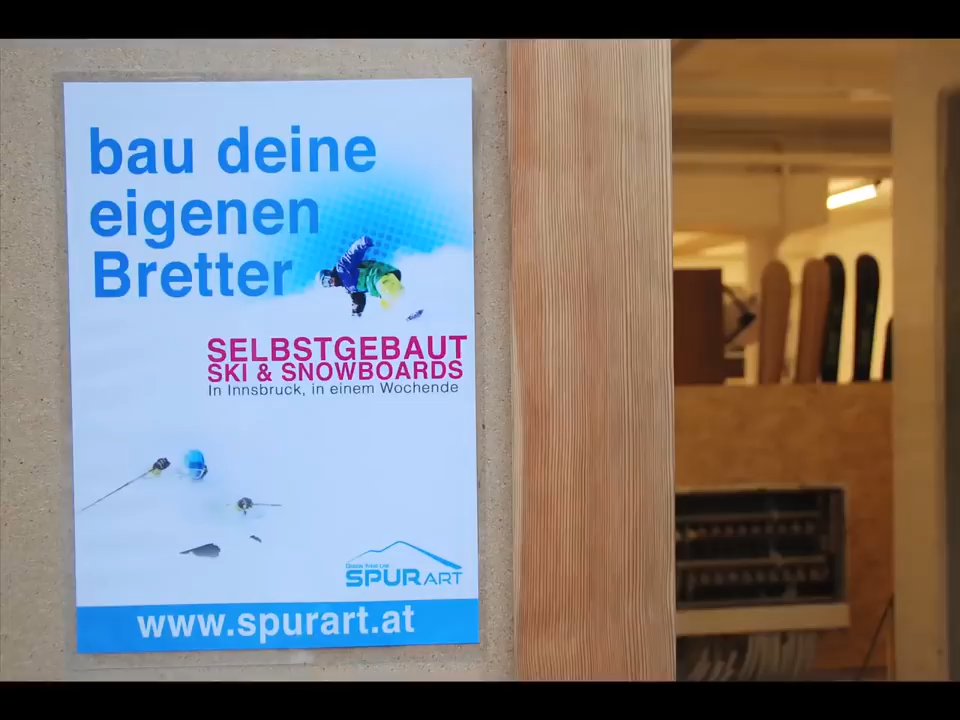 bau deine
eigenen
Bretter
SELBSTGEBAUT
SKI & SNOWBOARDS
In Innsbruck, in einem Wochende
SPURART
www.spurart.at